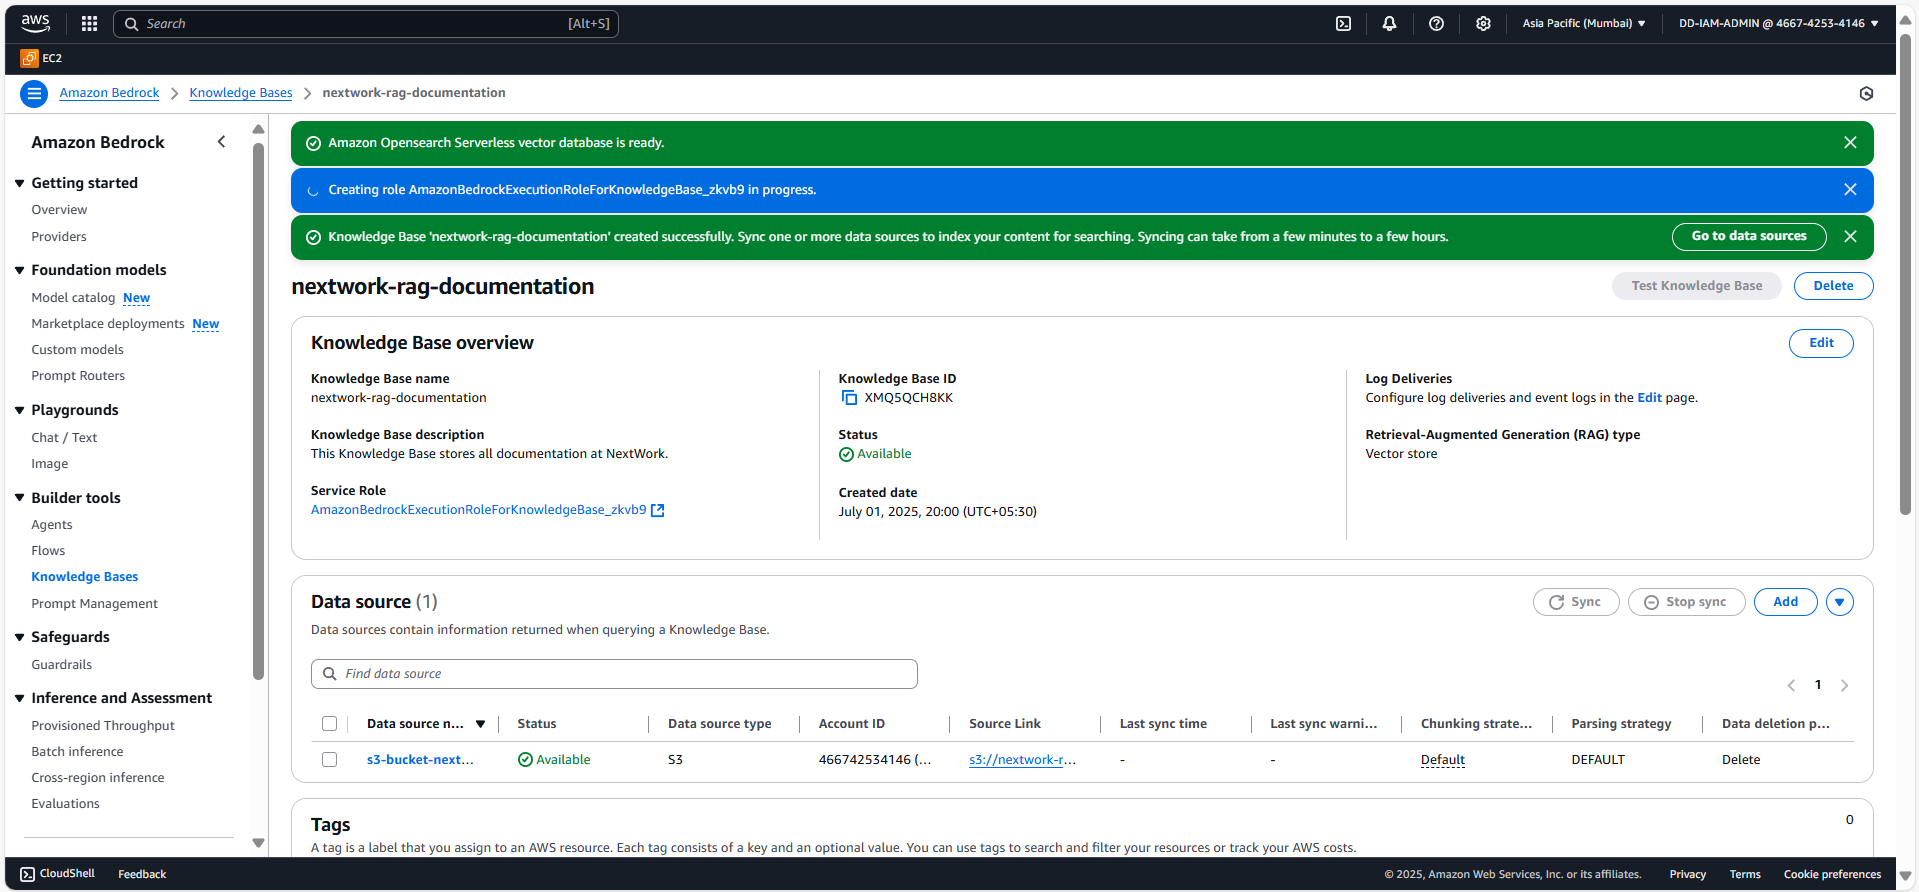 aws
Search [Alt+S]
Asia Pacific (Mumbai) ▼
DD-IAM-ADMIN @ 4667-4253-4146 ▼
EC2
Amazon Bedrock > Knowledge Bases > nextwork-rag-documentation
Amazon Bedrock
Getting started
Overview
Providers
Foundation models
Model catalog New
Marketplace deployments New
Custom models
Prompt Routers
Playgrounds
Chat / Text
Image
Builder tools
Agents
Flows
Knowledge Bases
Prompt Management
Safeguards
Guardrails
Inference and Assessment
Provisioned Throughput
Batch inference
Cross-region inference
Evaluations
Amazon Opensearch Serverless vector database is ready.
Creating role AmazonBedrockExecutionRoleForKnowledgeBase_zkvb9 in progress.
Knowledge Base 'nextwork-rag-documentation' created successfully. Sync one or more data sources to index your content for searching. Syncing can take from a few minutes to a few hours. Go to data sources
nextwork-rag-documentation
Test Knowledge Base Delete
Knowledge Base overview
Edit
Knowledge Base name
nextwork-rag-documentation
Knowledge Base description
This Knowledge Base stores all documentation at NextWork.
Service Role
AmazonBedrockExecutionRoleForKnowledgeBase_zkvb9
Knowledge Base ID
XMQ5QCH8KK
Status
Available
Created date
July 01, 2025, 20:00 (UTC+05:30)
Log Deliveries
Configure log deliveries and event logs in the Edit page.
Retrieval-Augmented Generation (RAG) type
Vector store
Data source (1)
Sync Stop sync Add
Data sources contain information returned when querying a Knowledge Base.
Find data source
1
Data source n... Status Data source type Account ID Source Link Last sync time Last sync warni... Chunking strate... Parsing strategy Data deletion p...
s3-bucket-next... Available S3 466742534146 (... s3://nextwork-r... - - Default DEFAULT Delete
Tags
0
A tag is a label that you assign to an AWS resource. Each tag consists of a key and an optional value. You can use tags to search and filter your resources or track your AWS costs.
CloudShell Feedback
© 2025, Amazon Web Services, Inc. or its affiliates. Privacy Terms Cookie preferences